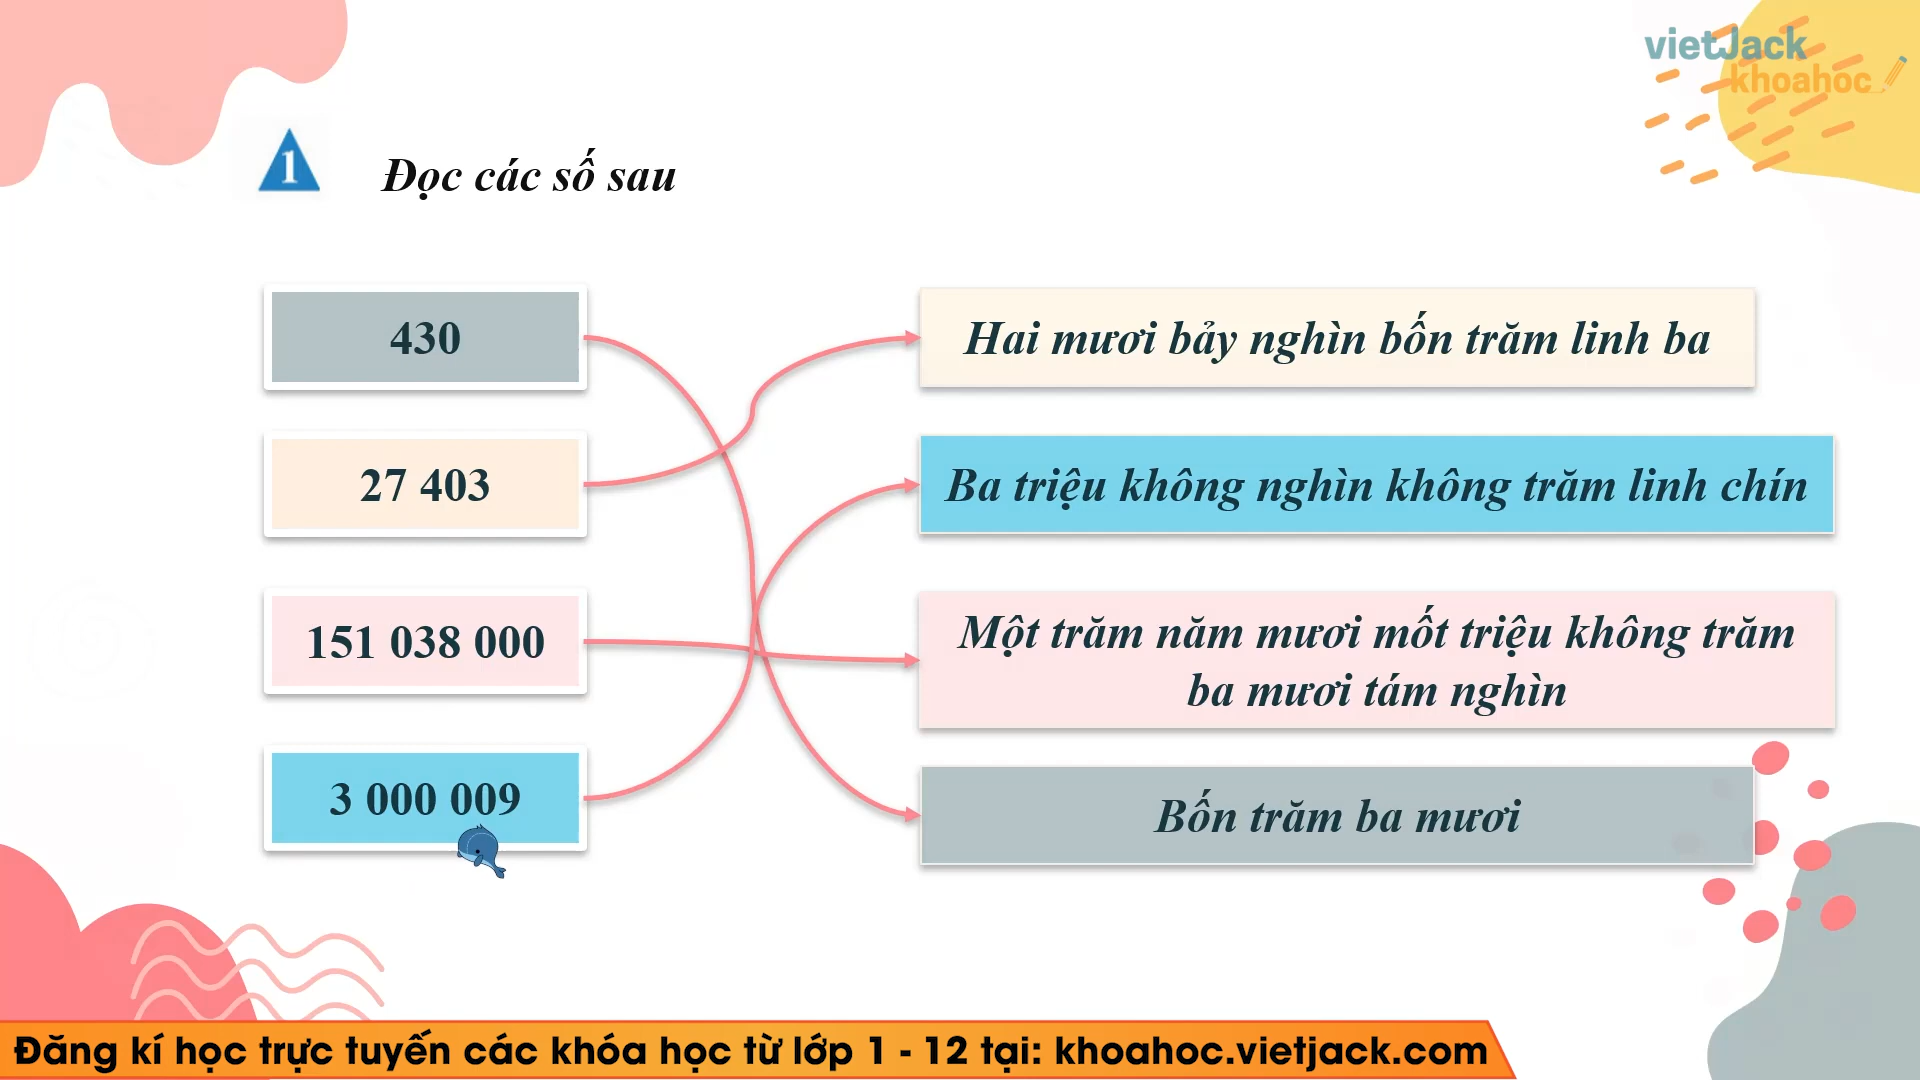 vietJack
khoahoc
1
Đọc các số sau
430
Hai mươi bảy nghìn bốn trăm linh ba
27 403
Ba triệu không nghìn không trăm linh chín
151 038 000
Một trăm năm mươi mốt triệu không trăm
ba mươi tám nghìn
3 000 009
Bốn trăm ba mươi
Đăng kí học trực tuyến các khóa học từ lớp 1 - 12 tại: khoahoc.vietjack.com